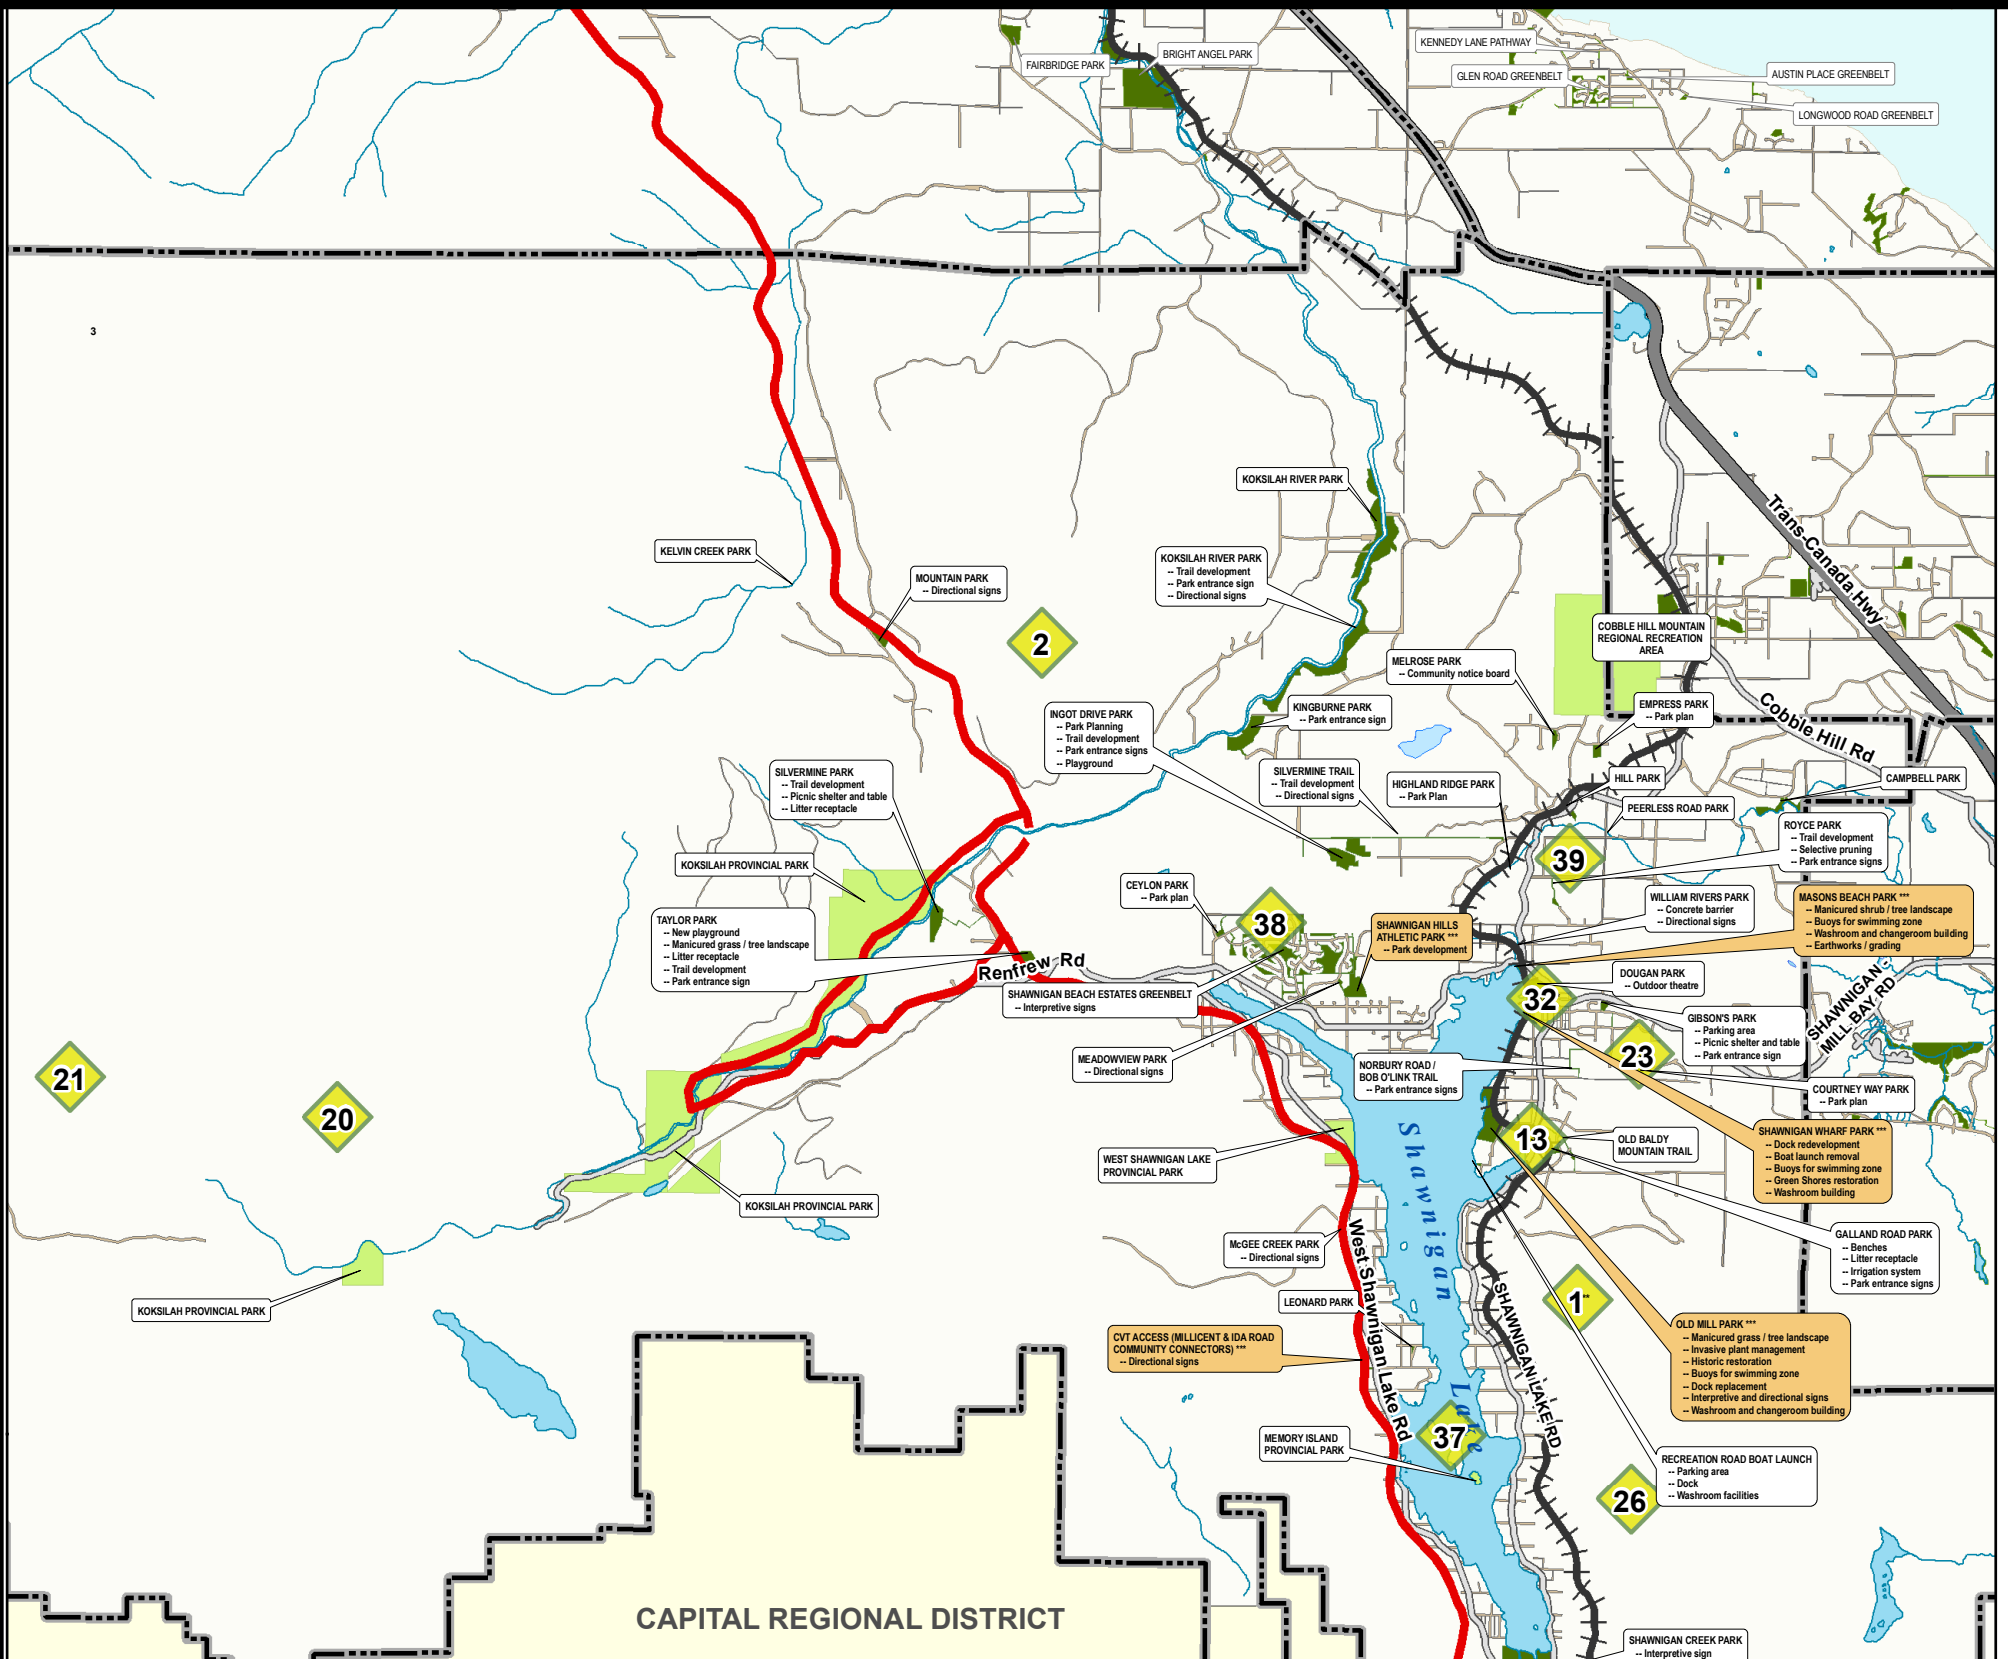 KENNEDY LANE PATHWAY
FAIRBRIDGE PARK
BRIGHT ANGEL PARK
GLEN ROAD GREENBELT
AUSTIN PLACE GREENBELT
LONGWOOD ROAD GREENBELT
3
KOKSILAH RIVER PARK
Trans-Canada Hwy
KELVIN CREEK PARK
MOUNTAIN PARK
-- Directional signs
KOKSILAH RIVER PARK
-- Trail development
-- Park entrance sign
-- Directional signs
2
COBBLE HILL MOUNTAIN
REGIONAL RECREATION
AREA
MELROSE PARK
-- Community notice board
KINGBURNE PARK
-- Park entrance sign
EMPRESS PARK
-- Park plan
Cobble Hill Rd
INGOT DRIVE PARK
-- Park Planning
-- Trail development
-- Park entrance signs
-- Playground
SILVERMINE PARK
-- Trail development
-- Picnic shelter and table
-- Litter receptacle
SILVERMINE TRAIL
-- Trail development
-- Directional signs
HIGHLAND RIDGE PARK
-- Park Plan
HILL PARK
CAMPBELL PARK
PEERLESS ROAD PARK
ROYCE PARK
-- Trail development
-- Selective pruning
-- Park entrance signs
39
KOKSILAH PROVINCIAL PARK
CEYLON PARK
-- Park plan
WILLIAM RIVERS PARK
-- Concrete barrier
-- Directional signs
MASONS BEACH PARK ***
-- Manicured shrub / tree landscape
-- Buoys for swimming zone
-- Washroom and changeroom building
-- Earthworks / grading
TAYLOR PARK
-- New playground
-- Manicured grass / tree landscape
-- Litter receptacle
-- Trail development
-- Park entrance sign
38
SHAWNIGAN HILLS
ATHLETIC PARK ***
-- Park development
Renfrew Rd
SHAWNIGAN BEACH ESTATES GREENBELT
-- Interpretive signs
DOUGAN PARK
-- Outdoor theatre
32
SHAWNIGAN -
MILL BAY RD
GIBSON'S PARK
-- Parking area
-- Picnic shelter and table
-- Park entrance sign
23
MEADOWVIEW PARK
-- Directional signs
NORBURY ROAD /
BOB O'LINK TRAIL
-- Park entrance signs
COURTNEY WAY PARK
-- Park plan
21
20
13
OLD BALDY
MOUNTAIN TRAIL
SHAWNIGAN WHARF PARK ***
-- Dock redevelopment
-- Boat launch removal
-- Buoys for swimming zone
-- Green Shores restoration
-- Washroom building
WEST SHAWNIGAN LAKE
PROVINCIAL PARK
KOKSILAH PROVINCIAL PARK
Shawnigan Lake
McGEE CREEK PARK
-- Directional signs
West Shawnigan Lake Rd
GALLAND ROAD PARK
-- Benches
-- Litter receptacle
-- Irrigation system
-- Park entrance signs
KOKSILAH PROVINCIAL PARK
LEONARD PARK
SHAWNIGAN LAKE RD
1**
CVT ACCESS (MILLICENT & IDA ROAD
COMMUNITY CONNECTORS) ***
-- Directional signs
OLD MILL PARK ***
-- Manicured grass / tree landscape
-- Invasive plant management
-- Historic restoration
-- Buoys for swimming zone
-- Dock replacement
-- Interpretive and directional signs
-- Washroom and changeroom building
37
MEMORY ISLAND
PROVINCIAL PARK
RECREATION ROAD BOAT LAUNCH
-- Parking area
-- Dock
-- Washroom facilities
26
CAPITAL REGIONAL DISTRICT
SHAWNIGAN CREEK PARK
-- Interpretive sign